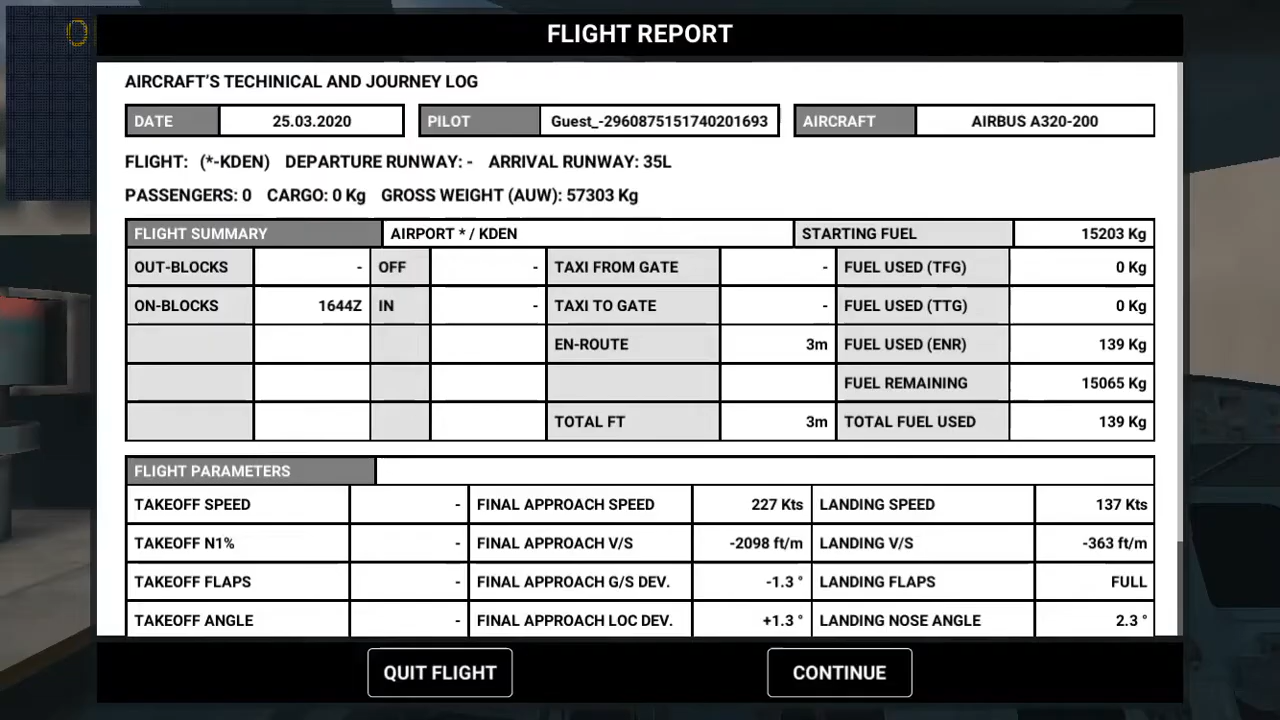 FLIGHT REPORT
AIRCRAFT'S TECHINICAL AND JOURNEY LOG
DATE 25.03.2020 PILOT Guest_-2960875151740201693 AIRCRAFT AIRBUS A320-200
FLIGHT: (*-KDEN) DEPARTURE RUNWAY: - ARRIVAL RUNWAY: 35L
PASSENGERS: 0 CARGO: 0 Kg GROSS WEIGHT (AUW): 57303 Kg
FLIGHT SUMMARY AIRPORT * / KDEN STARTING FUEL 15203 Kg
OUT-BLOCKS - OFF - TAXI FROM GATE - FUEL USED (TFG) 0 Kg
ON-BLOCKS 1644Z IN - TAXI TO GATE - FUEL USED (TTG) 0 Kg
EN-ROUTE 3m FUEL USED (ENR) 139 Kg
FUEL REMAINING 15065 Kg
TOTAL FT 3m TOTAL FUEL USED 139 Kg
FLIGHT PARAMETERS
TAKEOFF SPEED - FINAL APPROACH SPEED 227 Kts LANDING SPEED 137 Kts
TAKEOFF N1% - FINAL APPROACH V/S -2098 ft/m LANDING V/S -363 ft/m
TAKEOFF FLAPS - FINAL APPROACH G/S DEV. -1.3 ° LANDING FLAPS FULL
TAKEOFF ANGLE - FINAL APPROACH LOC DEV. +1.3 ° LANDING NOSE ANGLE 2.3 °
QUIT FLIGHT CONTINUE